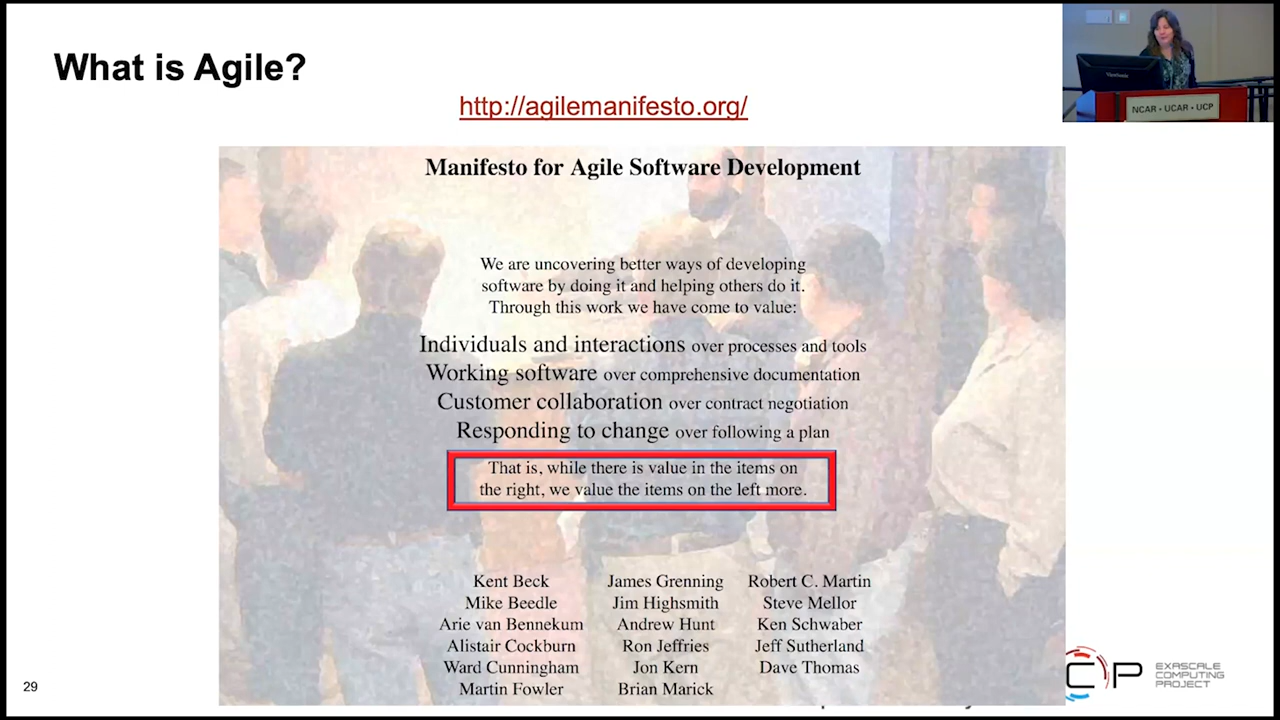 What is Agile?
http://agilemanifesto.org/
ViewSonic
NCAR • UCAR • UCP
Manifesto for Agile Software Development
We are uncovering better ways of developing
software by doing it and helping others do it.
Through this work we have come to value:
Individuals and interactions over processes and tools
Working software over comprehensive documentation
Customer collaboration over contract negotiation
Responding to change over following a plan
That is, while there is value in the items on
the right, we value the items on the left more.
Kent Beck
Mike Beedle
Arie van Bennekum
Alistair Cockburn
Ward Cunningham
Martin Fowler
James Grenning
Jim Highsmith
Andrew Hunt
Ron Jeffries
Jon Kern
Brian Marick
Robert C. Martin
Steve Mellor
Ken Schwaber
Jeff Sutherland
Dave Thomas
29
CP
EXASCALE
COMPUTING
PROJECT